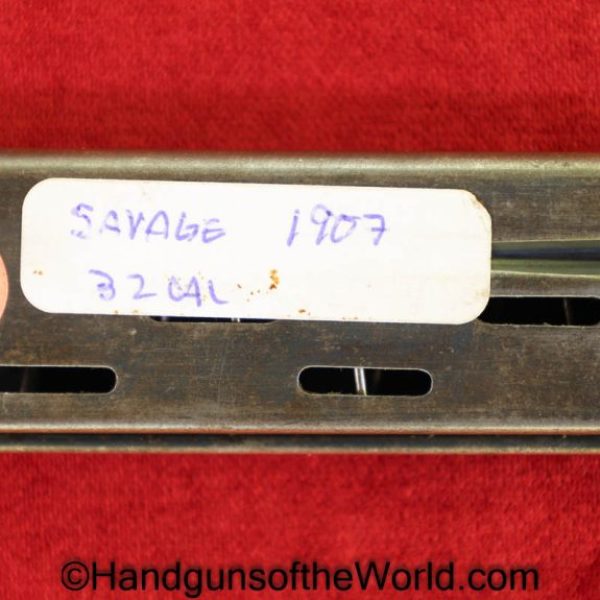 SAVAGE 1907
32 CAL
©HandgunsoftheWorld.com